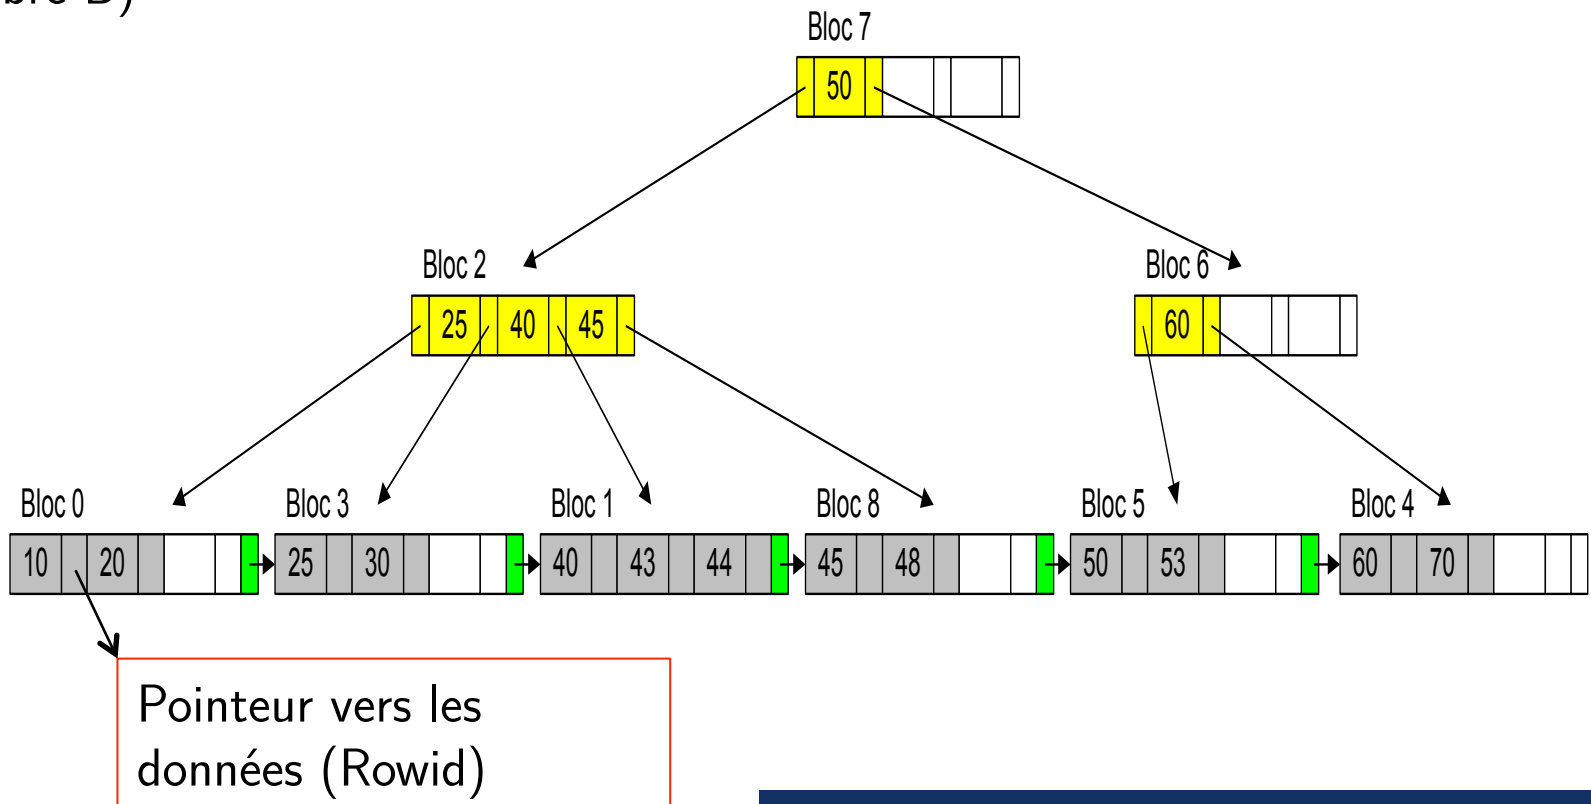 bre B)
Bloc 7
50
Bloc 2
Bloc 6
25 40 45
60
Bloc 0
Bloc 3
Bloc 1
Bloc 8
Bloc 5
Bloc 4
10 20
25 30
40 43 44
45 48
50 53
60 70
Pointeur vers les
données (Rowid)